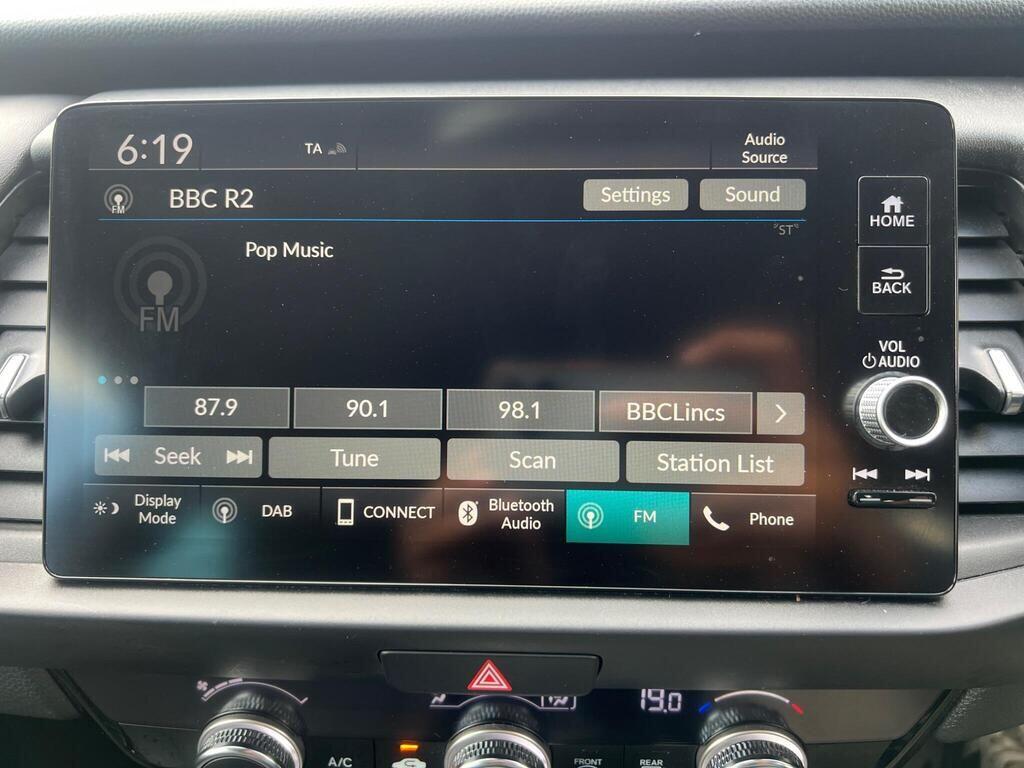 6:19
TA
Audio
Source
FM
BBC R2
Settings
Sound
ST
Pop Music
FM
HOME
BACK
VOL
AUDIO
87.9
90.1
98.1
BBCLincs
Seek
Tune
Scan
Station List
Display
Mode
DAB
CONNECT
Bluetooth
Audio
FM
Phone
19.0
A/C
FRONT
REAR